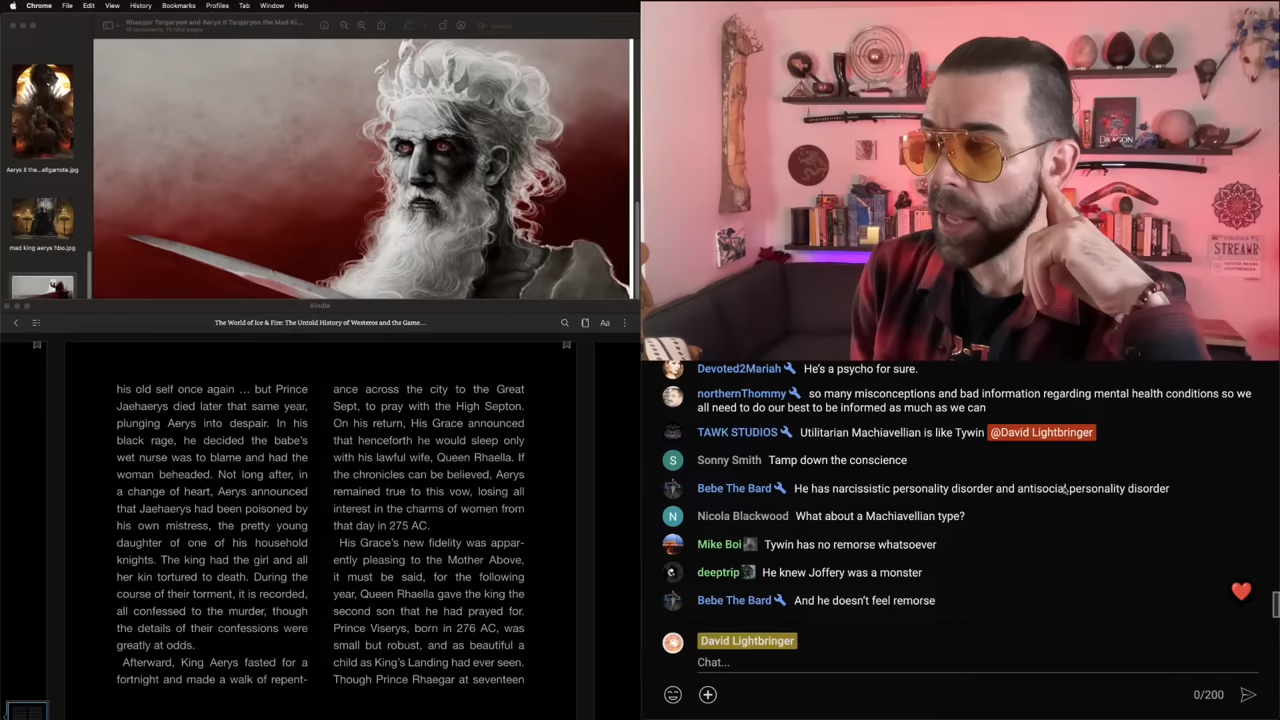 Chrome File Edit View History Bookmarks Profiles Tab Window Help
Rhaegar Targaryen and Aerys II Targaryen the Mad Ki...
Aerys II the...ellgarrote.jpg
mad king aerys hbo.jpg
Kindle
The World of Ice & Fire: The Untold History of Westeros and the Game...
Aa
his old self once again … but Prince
Jaehaerys died later that same year,
plunging Aerys into despair. In his
black rage, he decided the babe's
wet nurse was to blame and had the
woman beheaded. Not long after, in
a change of heart, Aerys announced
that Jaehaerys had been poisoned by
his own mistress, the pretty young
daughter of one of his household
knights. The king had the girl and all
her kin tortured to death. During the
course of their torment, it is recorded,
all confessed to the murder, though
the details of their confessions were
greatly at odds.
Afterward, King Aerys fasted for a
fortnight and made a walk of repent-
ance across the city to the Great
Sept, to pray with the High Septon.
On his return, His Grace announced
that henceforth he would sleep only
with his lawful wife, Queen Rhaella. If
the chronicles can be believed, Aerys
remained true to this vow, losing all
interest in the charms of women from
that day in 275 AC.
His Grace's new fidelity was appar-
ently pleasing to the Mother Above,
it must be said, for the following
year, Queen Rhaella gave the king the
second son that he had prayed for.
Prince Viserys, born in 276 AC, was
small but robust, and as beautiful a
child as King's Landing had ever seen.
Though Prince Rhaegar at seventeen
DRAGON
STREAWR
Devoted2Mariah He's a psycho for sure.
northernThommy so many misconceptions and bad information regarding mental health conditions so we
all need to do our best to be informed as much as we can
TAWK STUDIOS Utilitarian Machiavellian is like Tywin @David Lightbringer
S Sonny Smith Tamp down the conscience
Bebe The Bard He has narcissistic personality disorder and antisocial personality disorder
N Nicola Blackwood What about a Machiavellian type?
Mike Boi Tywin has no remorse whatsoever
deeptrip He knew Joffery was a monster
Bebe The Bard And he doesn't feel remorse
David Lightbringer
Chat...
0/200